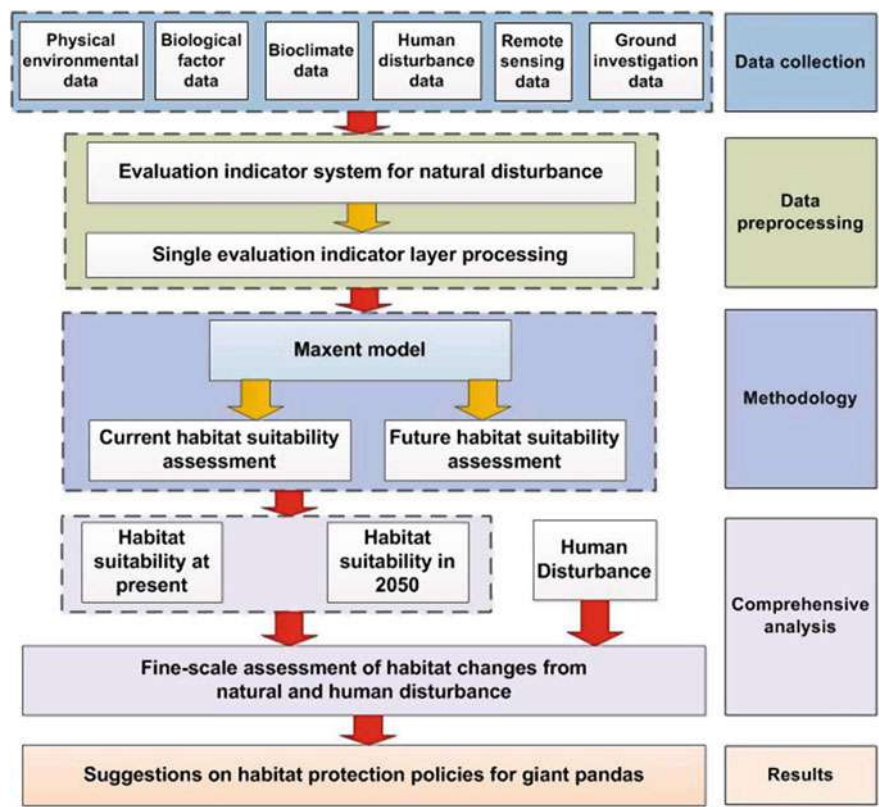 Physical
environmental
data
Biological
factor data
Bioclimate
data
Human
disturbance
data
Remote
sensing
data
Ground
investigation
data
Data collection
Evaluation indicator system for natural disturbance
Single evaluation indicator layer processing
Data
preprocessing
Maxent model
Current habitat suitability
assessment
Future habitat suitability
assessment
Methodology
Habitat
suitability at
present
Habitat
suitability in
2050
Human
Disturbance
Fine-scale assessment of habitat changes from
natural and human disturbance
Comprehensive
analysis
Suggestions on habitat protection policies for giant pandas
Results